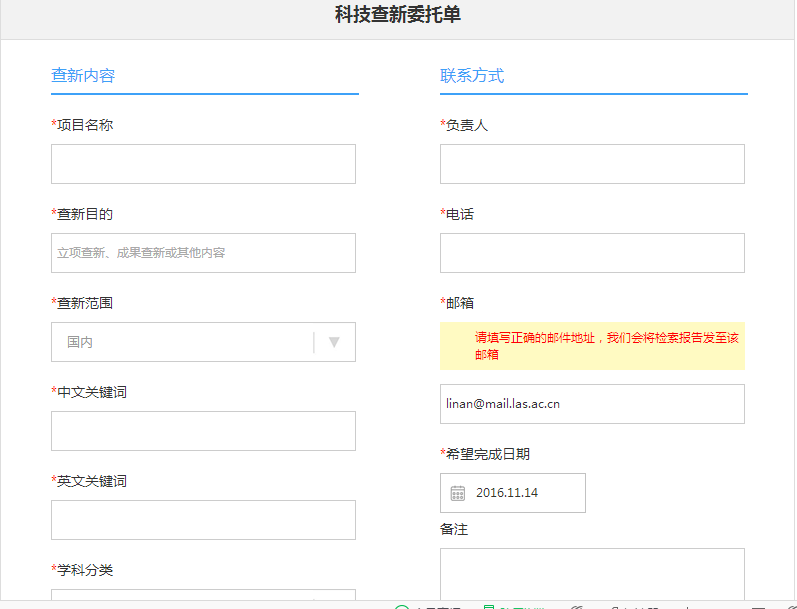 科技查新委托单
查新内容
*项目名称
*查新目的
立项查新、成果查新或其他内容
*查新范围
国内
*中文关键词
*英文关键词
*学科分类
联系方式
*负责人
*电话
*邮箱
请填写正确的邮件地址，我们会将检索报告发至该
邮箱
linan@mail.las.ac.cn
*希望完成日期
2016.11.14
备注